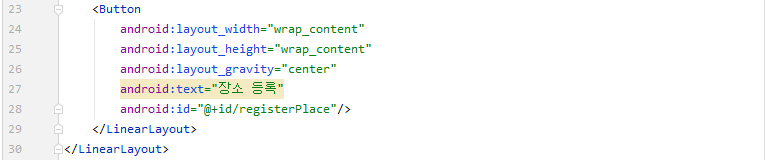 23 <Button
24 android:layout_width="wrap_content"
25 android:layout_height="wrap_content"
26 android:layout_gravity="center"
27 android:text="장소 등록"
28 android:id="@+id/registerPlace"/>
29 </LinearLayout>
30 </LinearLayout>